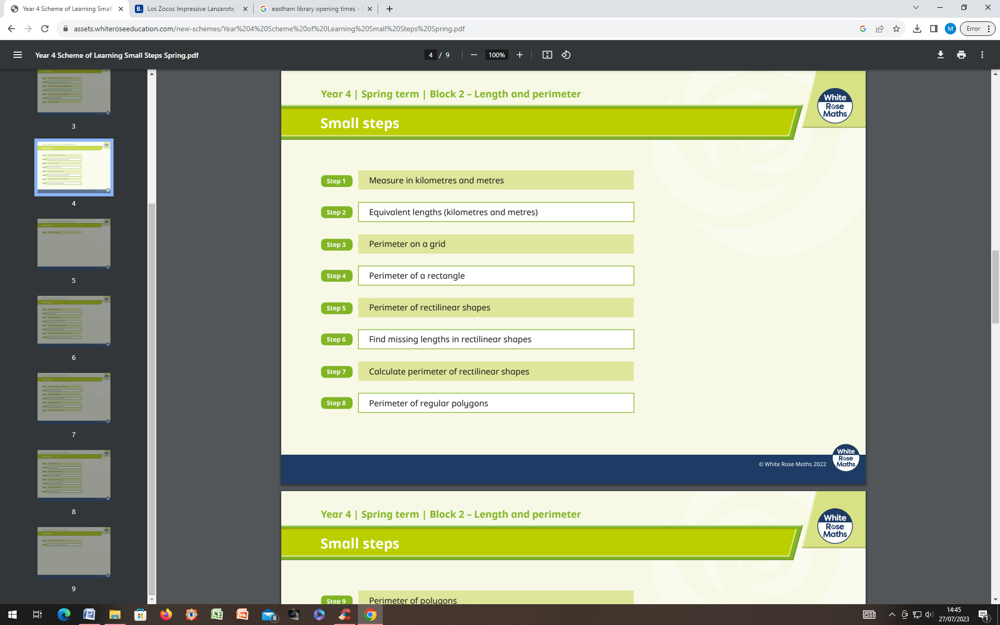 Year 4 Scheme of Learning Small
Los Zocos Impressive Lanzarote,
eastham library opening times -
assets.whiteroseeducation.com/new-schemes/Year%204%20Scheme%20of%20Learning%20Small%20Steps%20Spring.pdf
M
Error
Year 4 Scheme of Learning Small Steps Spring.pdf
4 / 9
100%
3
4
5
6
7
8
9
Year 4 | Spring term | Block 2 – Length and perimeter
White Rose Maths
Small steps
Step 1 Measure in kilometres and metres
Step 2 Equivalent lengths (kilometres and metres)
Step 3 Perimeter on a grid
Step 4 Perimeter of a rectangle
Step 5 Perimeter of rectilinear shapes
Step 6 Find missing lengths in rectilinear shapes
Step 7 Calculate perimeter of rectilinear shapes
Step 8 Perimeter of regular polygons
© White Rose Maths 2022
White Rose Maths
Year 4 | Spring term | Block 2 – Length and perimeter
White Rose Maths
Small steps
Step 9 Perimeter of polygons
8
14:45
27/07/2023
1